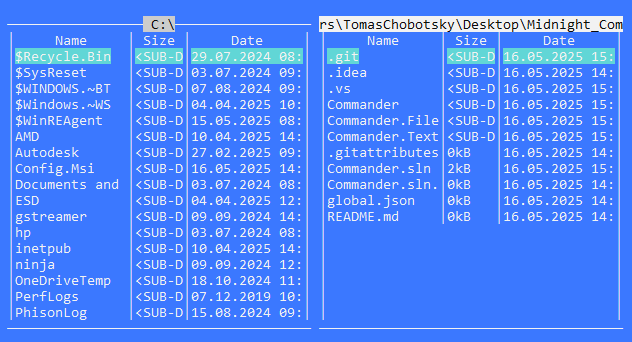 C:\
Name Size Date
$Recycle.Bin <SUB-D 29.07.2024 08:
$SysReset <SUB-D 03.07.2024 09:
$WINDOWS.~BT <SUB-D 07.08.2024 09:
$Windows.~WS <SUB-D 04.04.2025 10:
$WinREAgent <SUB-D 15.05.2025 08:
AMD <SUB-D 10.04.2025 14:
Autodesk <SUB-D 27.02.2025 09:
Config.Msi <SUB-D 16.05.2025 14:
Documents and <SUB-D 03.07.2024 08:
ESD <SUB-D 04.04.2025 12:
gstreamer <SUB-D 09.09.2024 14:
hp <SUB-D 03.07.2024 08:
inetpub <SUB-D 10.04.2025 14:
ninja <SUB-D 09.09.2024 12:
OneDriveTemp <SUB-D 18.10.2024 11:
PerfLogs <SUB-D 07.12.2019 10:
PhisonLog <SUB-D 15.08.2024 09:
rs\TomasChobotsky\Desktop\Midnight_Com
Name Size Date
.git <SUB-D 16.05.2025 15:
.idea <SUB-D 16.05.2025 14:
.vs <SUB-D 16.05.2025 14:
Commander <SUB-D 16.05.2025 15:
Commander.File <SUB-D 16.05.2025 15:
Commander.Text <SUB-D 16.05.2025 15:
.gitattributes 0kB 16.05.2025 14:
Commander.sln 2kB 16.05.2025 15:
Commander.sln. 0kB 16.05.2025 14:
global.json 0kB 16.05.2025 14:
README.md 0kB 16.05.2025 14: